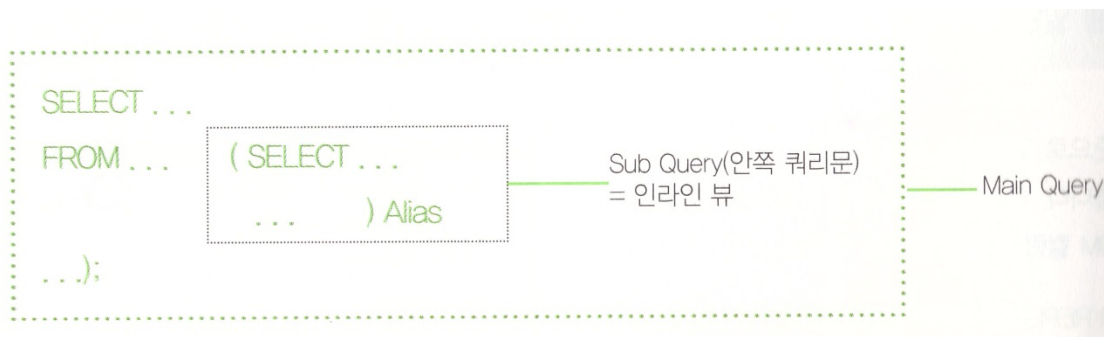 SELECT . . .
FROM . . . ( SELECT . . .
. . . ) Alias
. . .);
Sub Query(안쪽 쿼리문)
= 인라인 뷰
Main Query